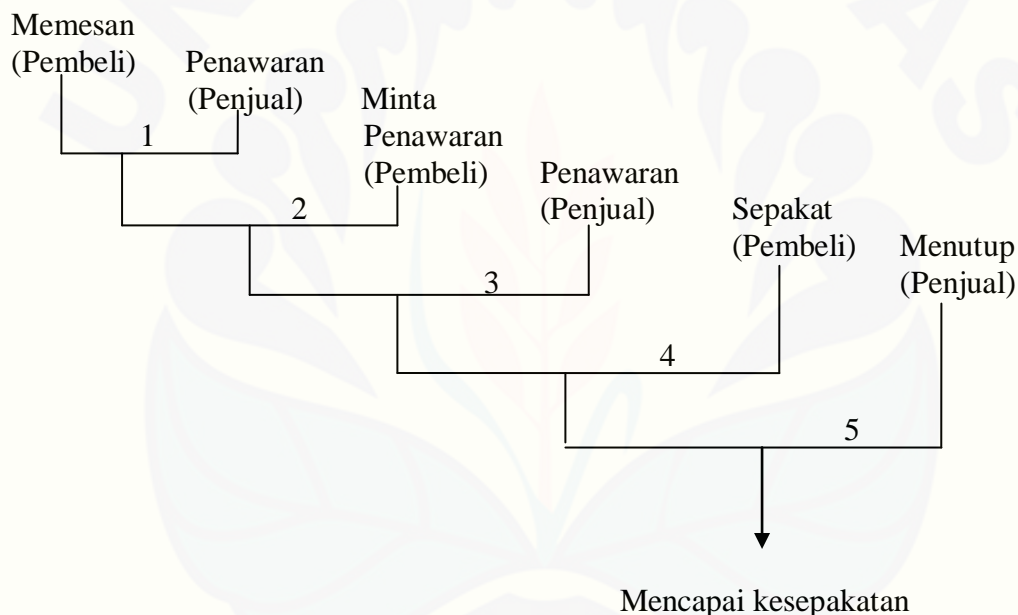 Memesan
(Pembeli)
Penawaran
(Penjual)
Minta
Penawaran
(Pembeli)
Penawaran
(Penjual)
Sepakat
(Pembeli)
Menutup
(Penjual)
1
2
3
4
5
Mencapai kesepakatan